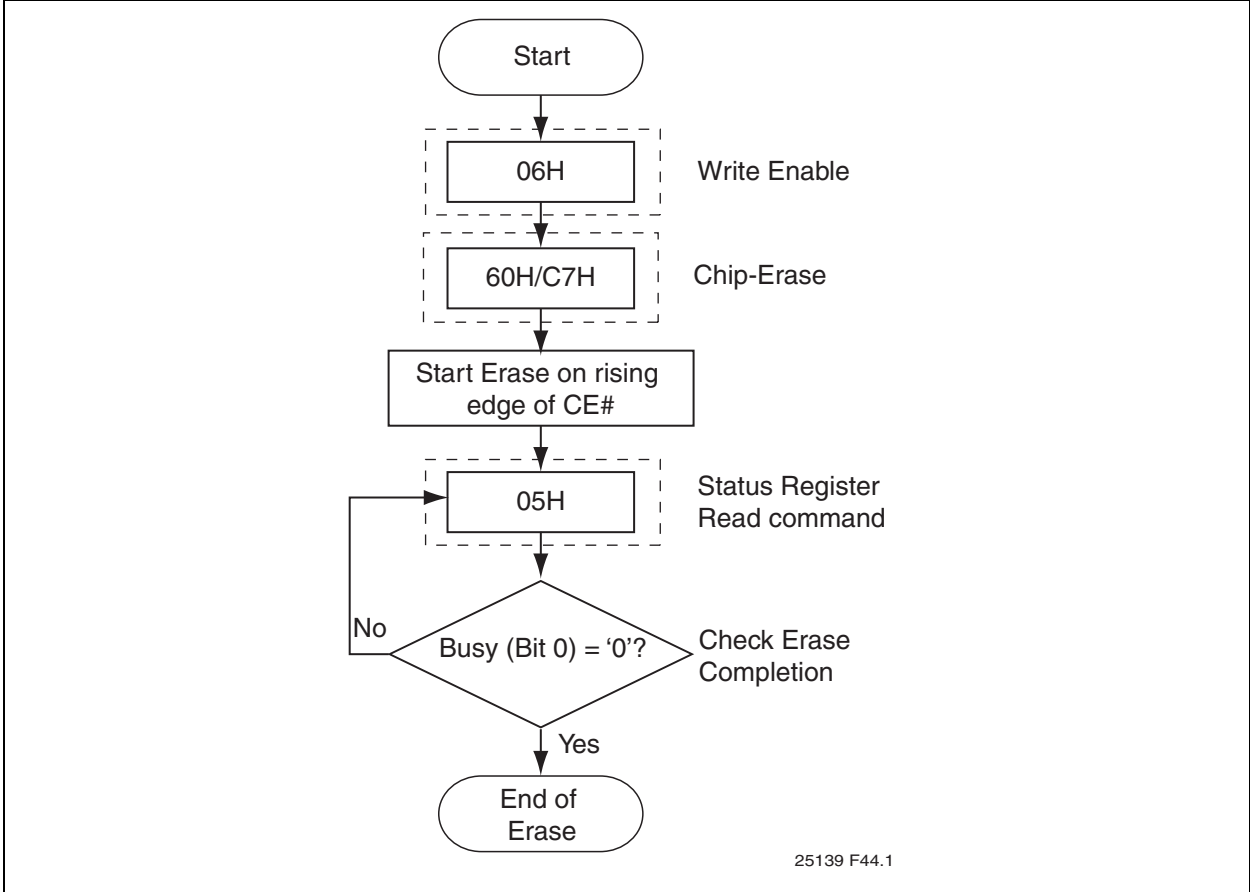 Start
06H
Write Enable
60H/C7H
Chip-Erase
Start Erase on rising
edge of CE#
05H
Status Register
Read command
No
Busy (Bit 0) = ‘0’?
Check Erase
Completion
Yes
End of
Erase
25139 F44.1